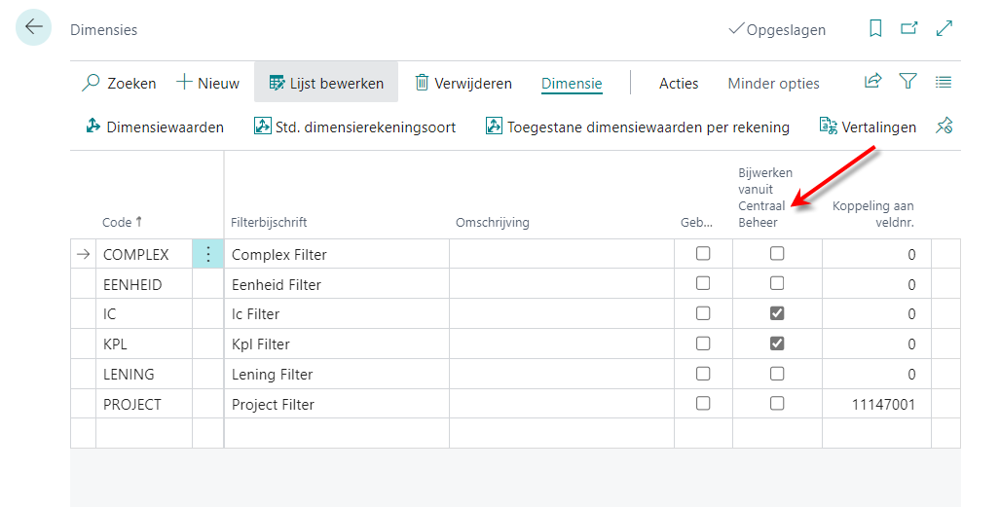 Dimensies
Opgeslagen
Zoeken Nieuw Lijst bewerken Verwijderen Dimensie Acties Minder opties
Dimensiewaarden Std. dimensierekeningsoort Toegestane dimensiewaarden per rekening Vertalingen
Bijwerken
vanuit
Centraal
Beheer
Koppeling aan
veldnr.
Code ↑ Filterbijschrift Omschrijving Geb...
COMPLEX Complex Filter 0
EENHEID Eenheid Filter 0
IC Ic Filter 0
KPL Kpl Filter 0
LENING Lening Filter 0
PROJECT Project Filter 11147001